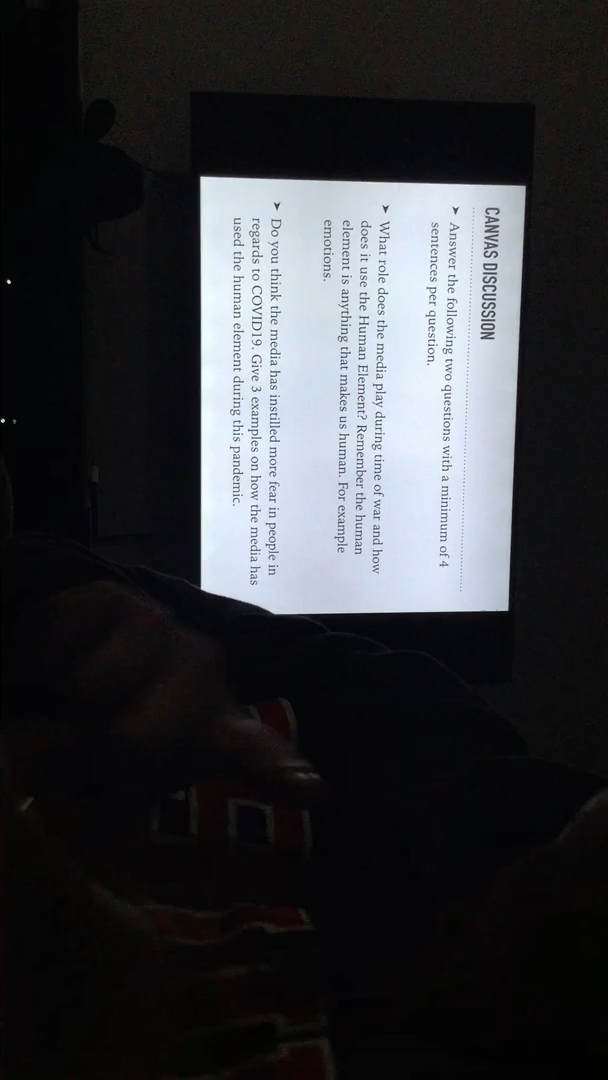 CANVAS DISCUSSION
➤ Answer the following two questions with a minimum of 4
sentences per question.
➤ What role does the media play during time of war and how
does it use the Human Element? Remember the human
element is anything that makes us human. For example
emotions.
➤ Do you think the media has instilled more fear in people in
regards to COVID19. Give 3 examples on how the media has
used the human element during this pandemic.